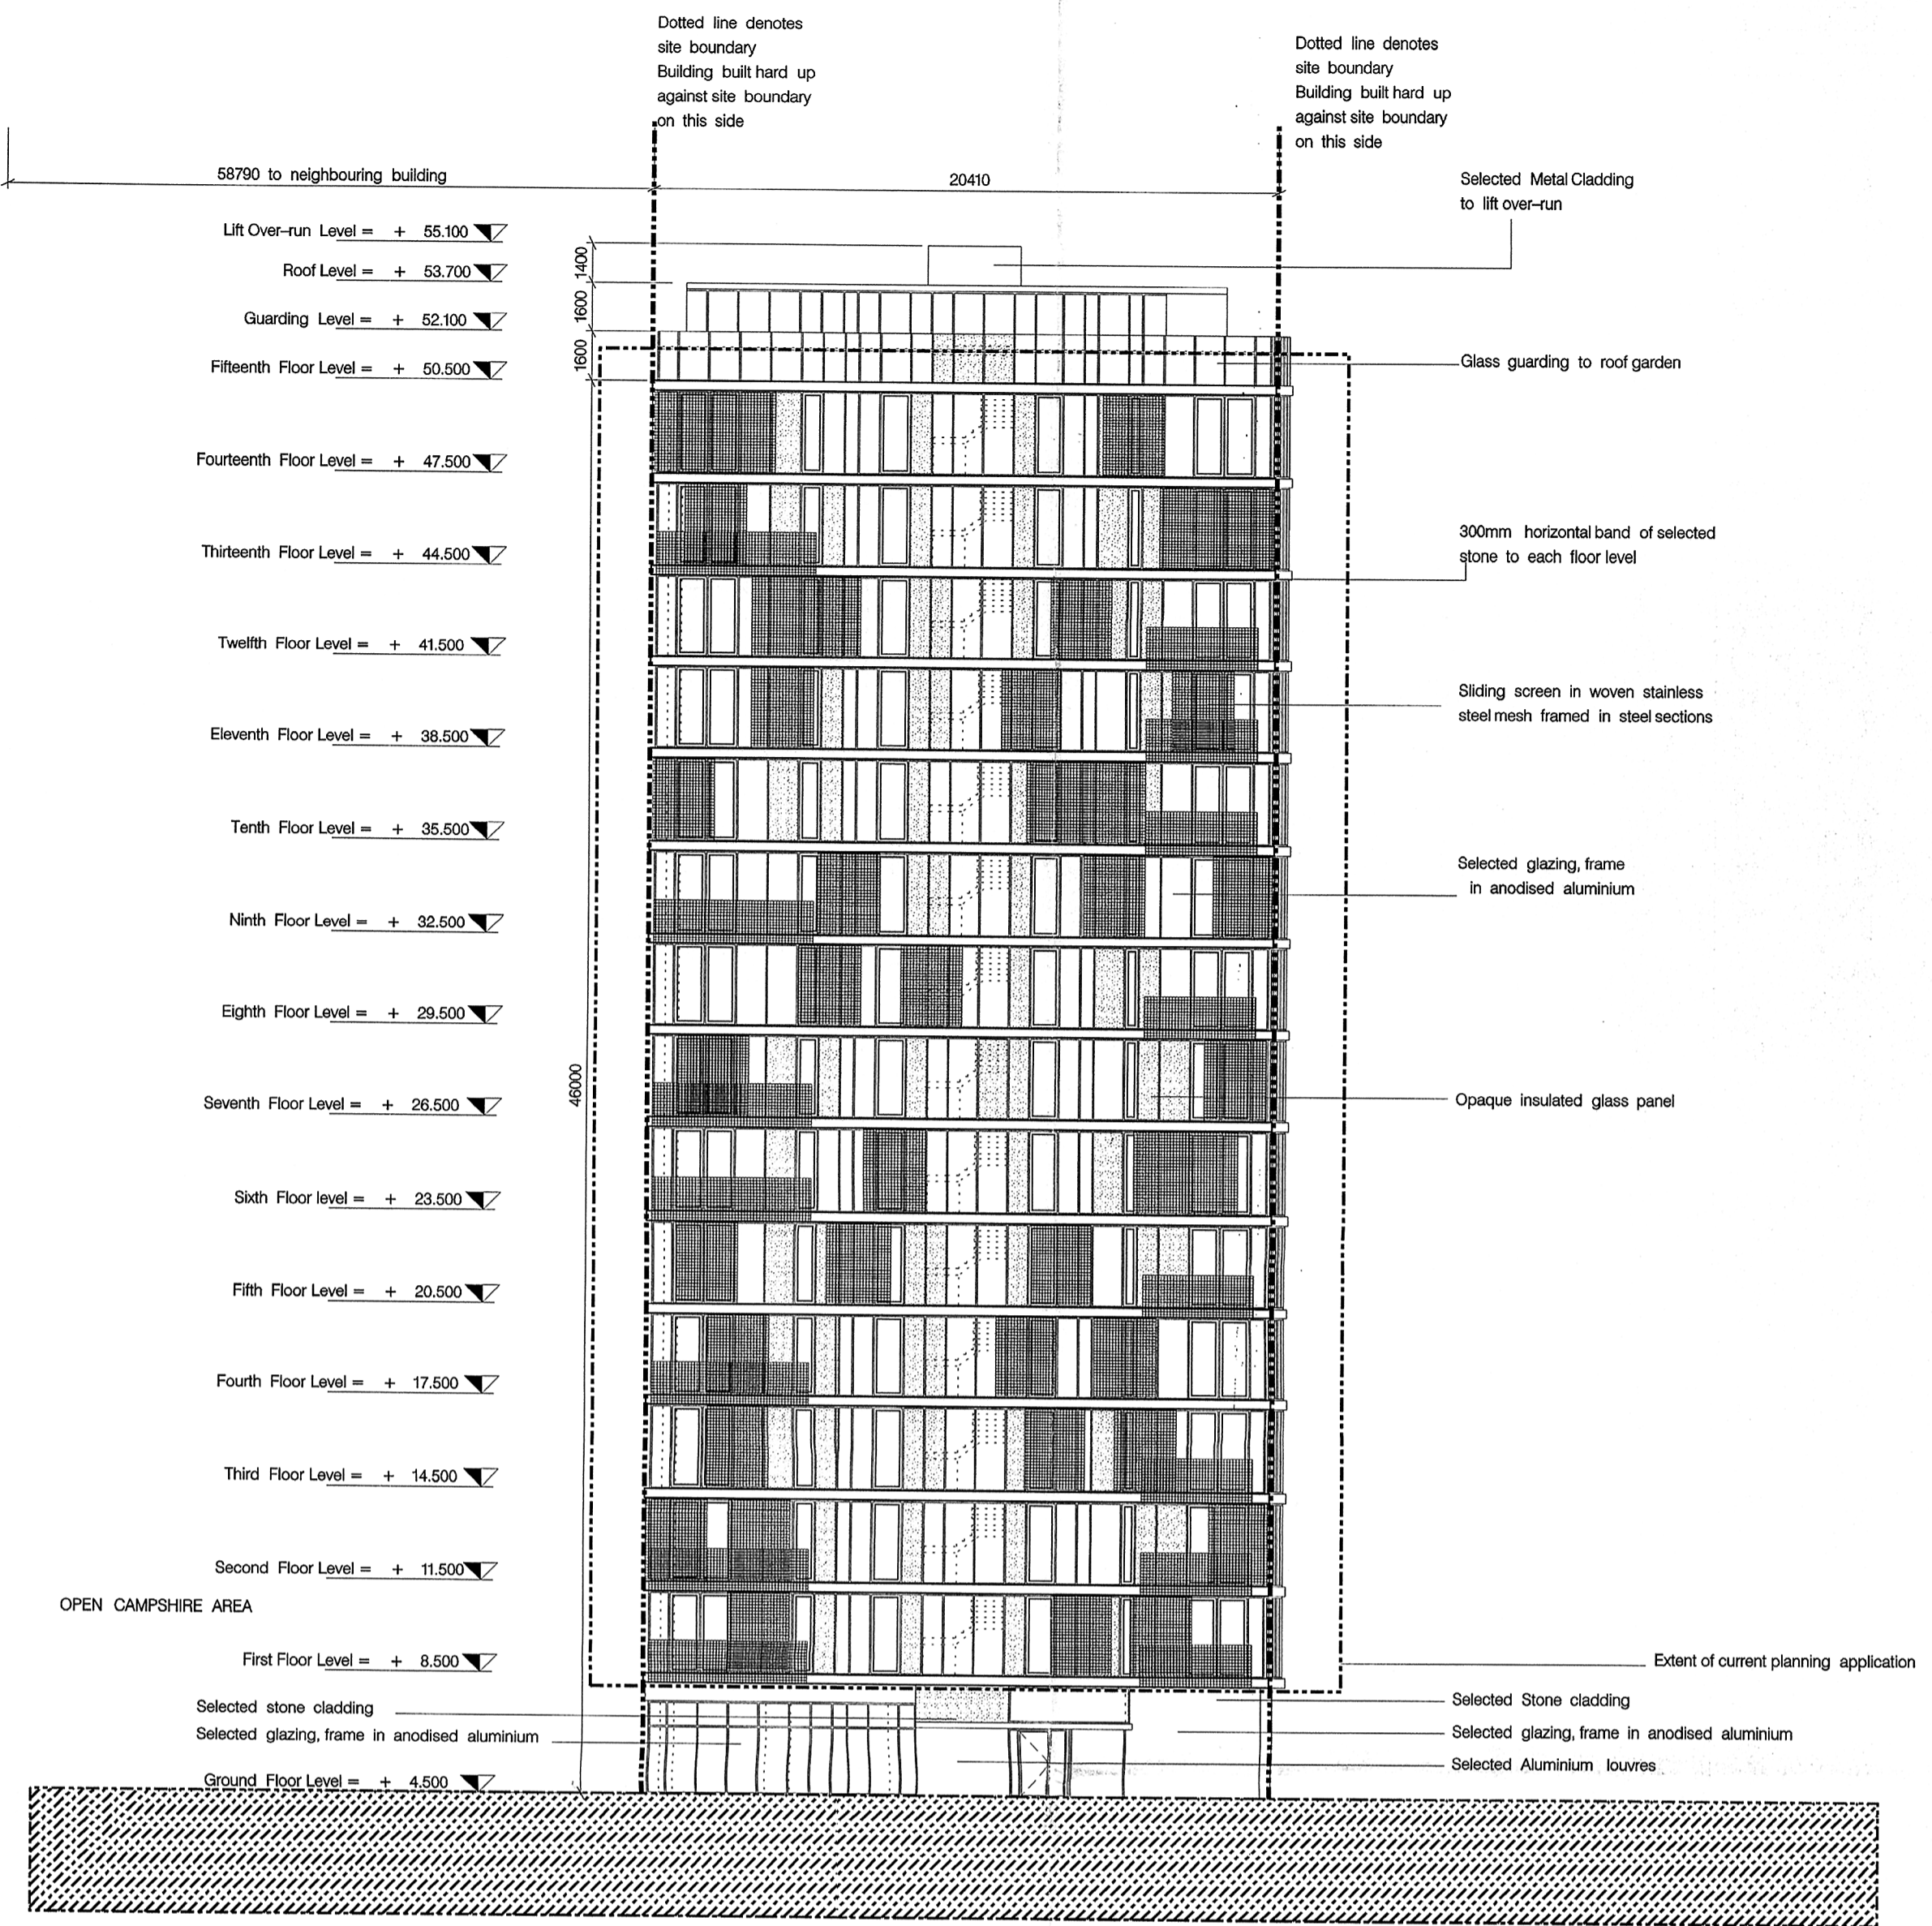 Dotted line denotes
site boundary
Building built hard up
against site boundary
on this side
Dotted line denotes
site boundary
Building built hard up
against site boundary
on this side
58790 to neighbouring building
20410
Selected Metal Cladding
to lift over-run
Lift Over-run Level = + 55.100
Roof Level = + 53.700
Guarding Level = + 52.100
Fifteenth Floor Level = + 50.500
Fourteenth Floor Level = + 47.500
Thirteenth Floor Level = + 44.500
Twelfth Floor Level = + 41.500
Eleventh Floor Level = + 38.500
Tenth Floor Level = + 35.500
Ninth Floor Level = + 32.500
Eighth Floor Level = + 29.500
Seventh Floor Level = + 26.500
Sixth Floor level = + 23.500
Fifth Floor Level = + 20.500
Fourth Floor Level = + 17.500
Third Floor Level = + 14.500
Second Floor Level = + 11.500
OPEN CAMPSHIRE AREA
First Floor Level = + 8.500
Selected stone cladding
Selected glazing, frame in anodised aluminium
Ground Floor Level = + 4.500
1400
1600
1600
46000
Glass guarding to roof garden
300mm horizontal band of selected
stone to each floor level
Sliding screen in woven stainless
steel mesh framed in steel sections
Selected glazing, frame
in anodised aluminium
Opaque insulated glass panel
Extent of current planning application
Selected Stone cladding
Selected glazing, frame in anodised aluminium
Selected Aluminium louvres